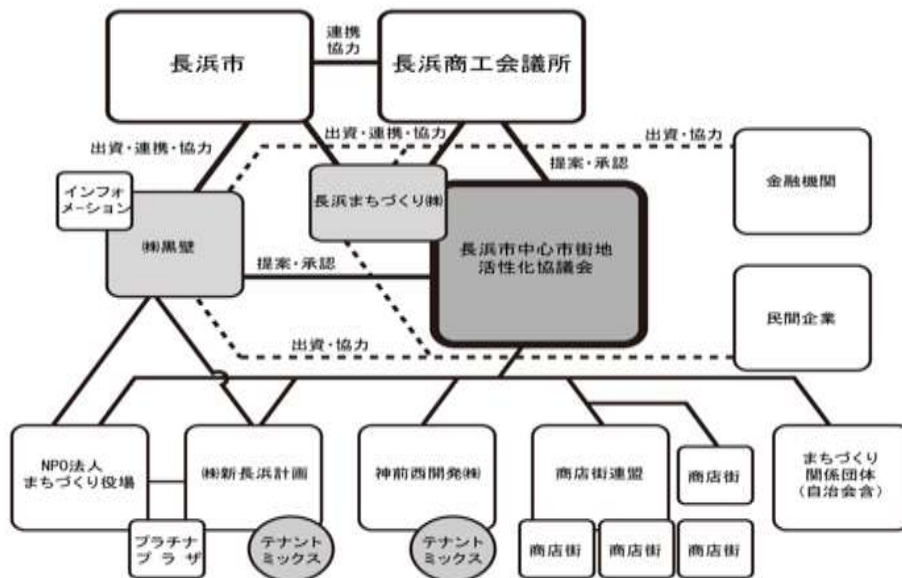 長浜市
連携
協力
長浜商工会議所
出資・連携・協力
出資・連携・協力
出資・協力
提案・承認
インフォ
メーション
㈱黒壁
長浜まちづくり㈱
金融機関
提案・承認
長浜市中心市街地
活性化協議会
民間企業
出資・協力
NPO法人
まちづくり役場
㈱新長浜計画
神前西開発㈱
商店街連盟
商店街
まちづくり
関係団体
(自治会含)
プラチナ
プラザ
テナント
ミックス
テナント
ミックス
商店街
商店街
商店街